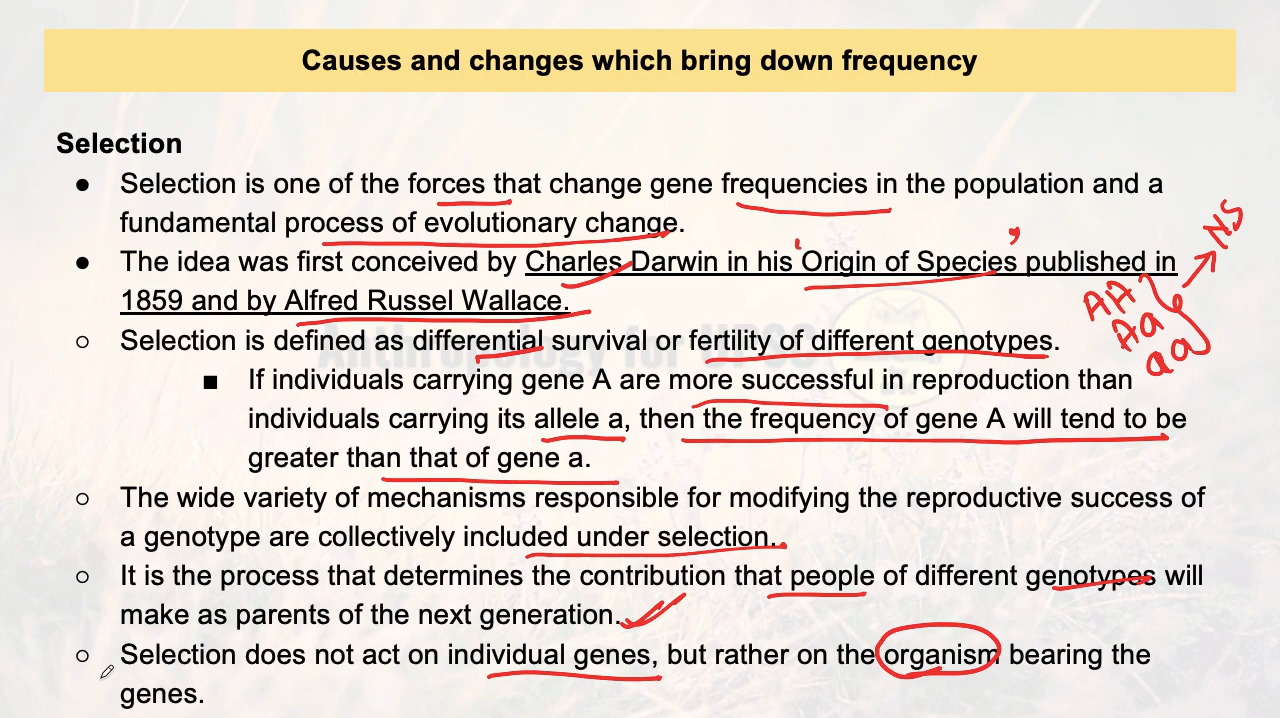 Causes and changes which bring down frequency
Selection
● Selection is one of the forces that change gene frequencies in the population and a
fundamental process of evolutionary change.
● The idea was first conceived by Charles Darwin in his 'Origin of Species' published in
1859 and by Alfred Russel Wallace.
○ Selection is defined as differential survival or fertility of different genotypes.
■ If individuals carrying gene A are more successful in reproduction than
individuals carrying its allele a, then the frequency of gene A will tend to be
greater than that of gene a.
○ The wide variety of mechanisms responsible for modifying the reproductive success of
a genotype are collectively included under selection.
○ It is the process that determines the contribution that people of different genotypes will
make as parents of the next generation.
○ Selection does not act on individual genes, but rather on the organism bearing the
genes.
NS
AA
Aa
aa
Anthropology for UPSC